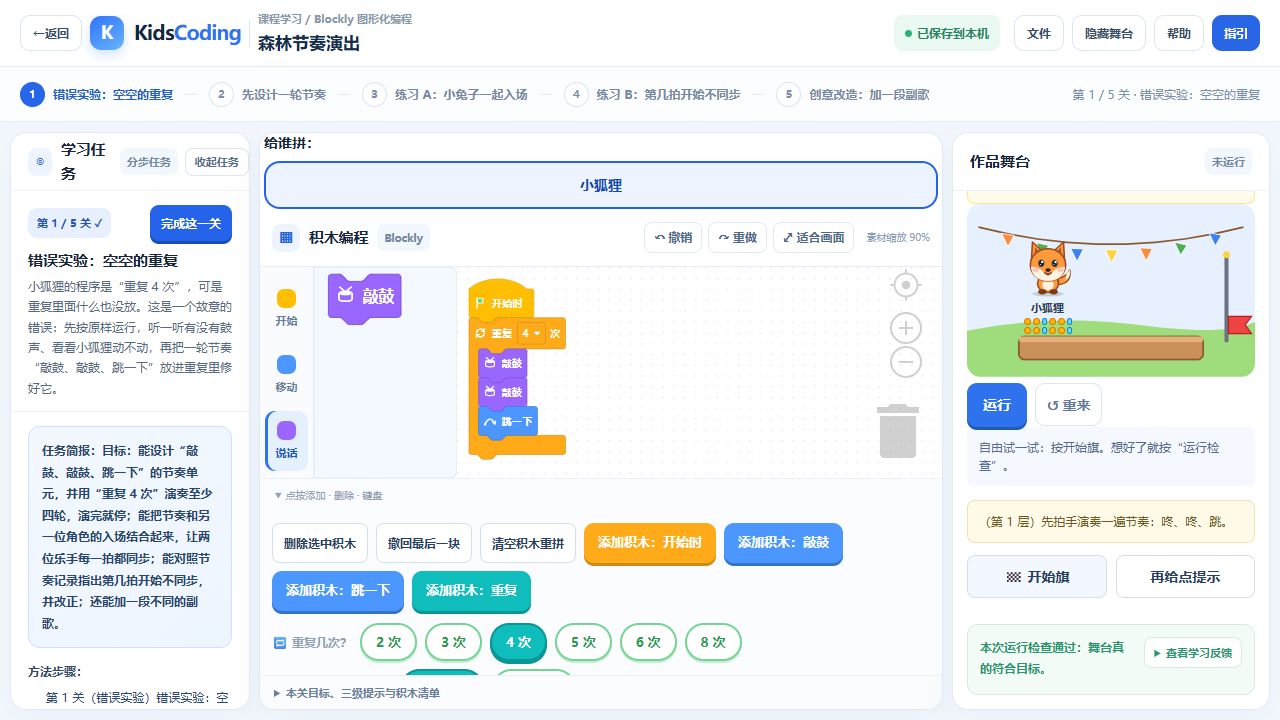 ←返回
K
KidsCoding
课程学习 / Blockly 图形化编程
森林节奏演出
已保存到本机
文件
隐藏舞台
帮助
指引
1 错误实验：空空的重复
2 先设计一轮节奏
3 练习 A：小兔子一起入场
4 练习 B：第几拍开始不同步
5 创意改造：加一段副歌
第 1 / 5 关 · 错误实验：空空的重复
学习任
务
分步任务
收起任务
第 1 / 5 关 ✓
完成这一关
错误实验：空空的重复
小狐狸的程序是“重复 4 次”，可是
重复里面什么也没放。这是一个故意的
错误：先按原样运行，听一听有没有鼓
声、看看小狐狸动不动，再把一轮节奏
“敲鼓、敲鼓、跳一下”放进重复里修
好它。
任务简报：目标：能设计“敲
鼓、敲鼓、跳一下”的节奏单
元，并用“重复 4 次”演奏至少
四轮，演完就停；能把节奏和另
一位角色的入场结合起来，让两
位乐手每一拍都同步；能对照节
奏记录指出第几拍开始不同步，
并改正；还能加一段不同的副
歌。
方法步骤：
第 1 关（错误实验）错误实验：空
给谁拼：
小狐狸
积木编程
Blockly
↶ 撤销
↷ 重做
⤢ 适合画面
素材缩放 90%
开始
移动
说话
敲鼓
开始时
重复 4 次
敲鼓
敲鼓
跳一下
▼ 点按添加 · 删除 · 键盘
删除选中积木
撤回最后一块
清空积木重拼
添加积木：开始时
添加积木：敲鼓
添加积木：跳一下
添加积木：重复
重复几次?
2 次
3 次
4 次
5 次
6 次
8 次
▶ 本关目标、三级提示与积木清单
作品舞台
未运行
小狐狸
运行
↺ 重来
自由试一试：按开始旗。想好了就按“运行检
查”。
（第 1 层）先拍手演奏一遍节奏：咚、咚、跳。
开始旗
再给点提示
本次运行检查通过：舞台真
的符合目标。
▶ 查看学习反馈